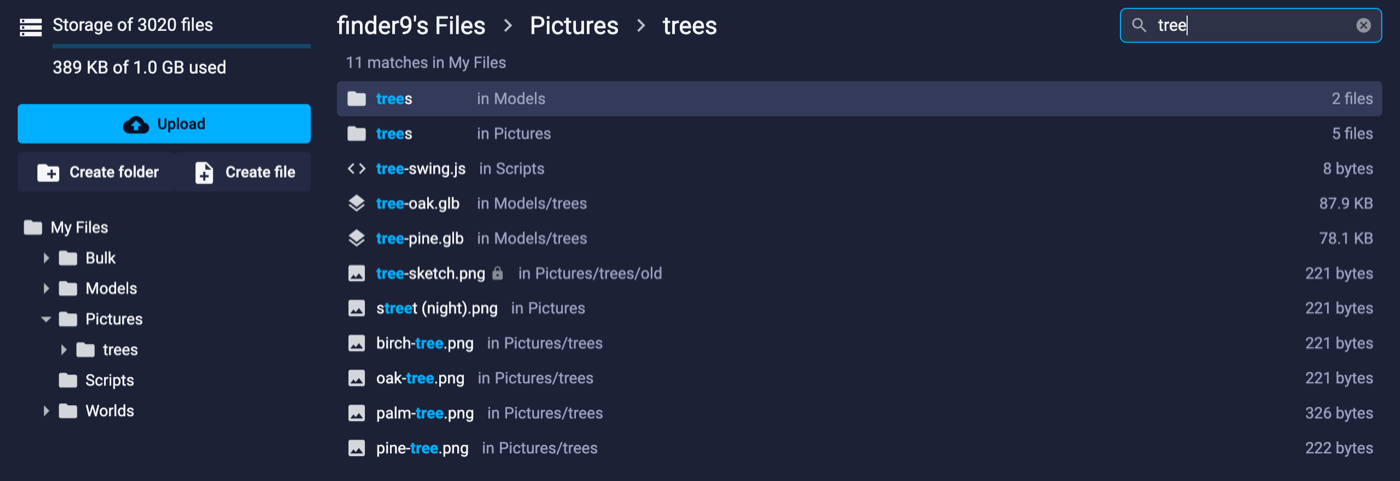 Storage of 3020 files
389 KB of 1.0 GB used
Upload
Create folder
Create file
My Files
Bulk
Models
Pictures
trees
Scripts
Worlds
finder9's Files > Pictures > trees
tree
11 matches in My Files
trees in Models 2 files
trees in Pictures 5 files
tree-swing.js in Scripts 8 bytes
tree-oak.glb in Models/trees 87.9 KB
tree-pine.glb in Models/trees 78.1 KB
tree-sketch.png in Pictures/trees/old 221 bytes
street (night).png in Pictures 221 bytes
birch-tree.png in Pictures/trees 221 bytes
oak-tree.png in Pictures/trees 221 bytes
palm-tree.png in Pictures/trees 326 bytes
pine-tree.png in Pictures/trees 222 bytes